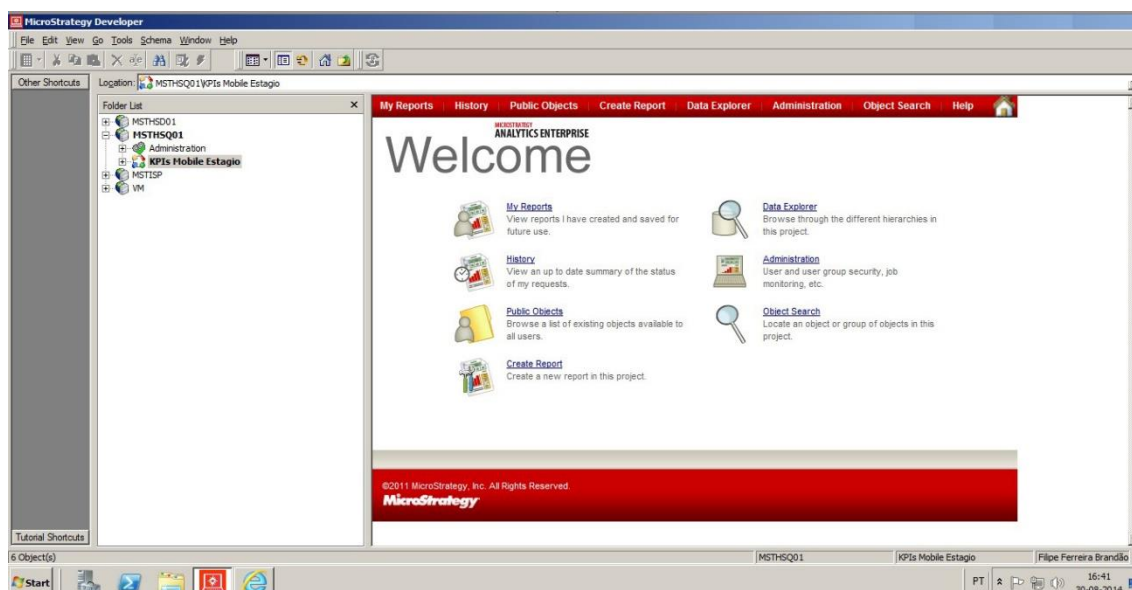 MicroStrategy Developer
File Edit View Go Tools Schema Window Help
Other Shortcuts
Location: MSTHSQ01\KPIs Mobile Estagio
Folder List
MSTHSD01
MSTHSQ01
Administration
KPIs Mobile Estagio
MSTISP
VM
My Reports History Public Objects Create Report Data Explorer Administration Object Search Help
MICROSTRATEGY
ANALYTICS ENTERPRISE
Welcome
My Reports
View reports I have created and saved for
future use.
History
View an up to date summary of the status
of my requests.
Public Objects
Browse a list of existing objects available to
all users.
Create Report
Create a new report in this project.
Data Explorer
Browse through the different hierarchies in
this project.
Administration
User and user group security, job
monitoring, etc.
Object Search
Locate an object or group of objects in this
project.
©2011 MicroStrategy, Inc. All Rights Reserved.
MicroStrategy
Tutorial Shortcuts
6 Object(s) MSTHSQ01 KPIs Mobile Estagio Filipe Ferreira Brandão
Start PT 16:41
30-08-2014